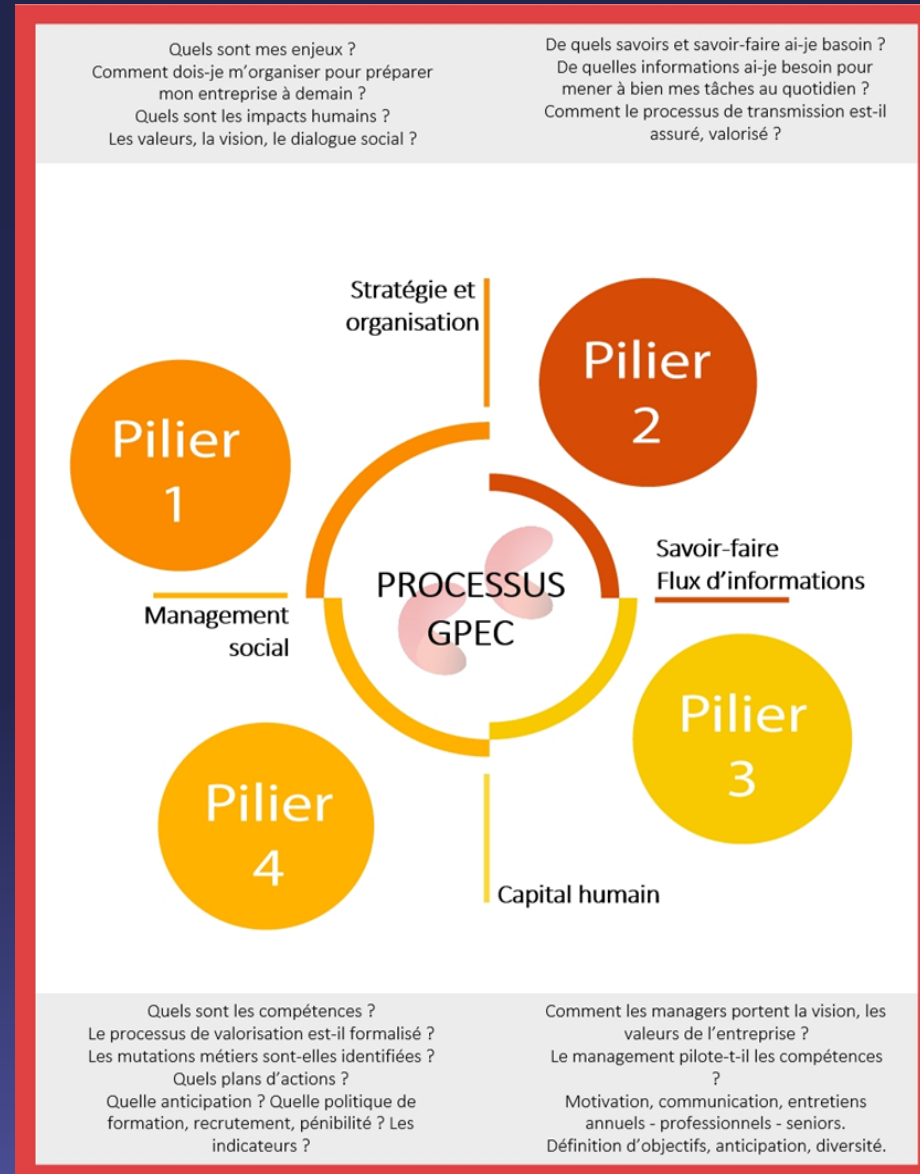 Quels sont mes enjeux ?
Comment dois-je m'organiser pour préparer
mon entreprise à demain ?
Quels sont les impacts humains ?
Les valeurs, la vision, le dialogue social ?
De quels savoirs et savoir-faire ai-je basoin ?
De quelles informations ai-je besoin pour
mener à bien mes tâches au quotidien ?
Comment le processus de transmission est-il
assuré, valorisé ?
Stratégie et
organisation
Pilier
2
Pilier
1
Savoir-faire
Flux d'informations
PROCESSUS
GPEC
Management
social
Pilier
3
Pilier
4
Capital humain
Quels sont les compétences ?
Le processus de valorisation est-il formalisé ?
Les mutations métiers sont-elles identifiées ?
Quels plans d'actions ?
Quelle anticipation ? Quelle politique de
formation, recrutement, pénibilité ? Les
indicateurs ?
Comment les managers portent la vision, les
valeurs de l'entreprise ?
Le management pilote-t-il les compétences
?
Motivation, communication, entretiens
annuels - professionnels - seniors.
Définition d'objectifs, anticipation, diversité.